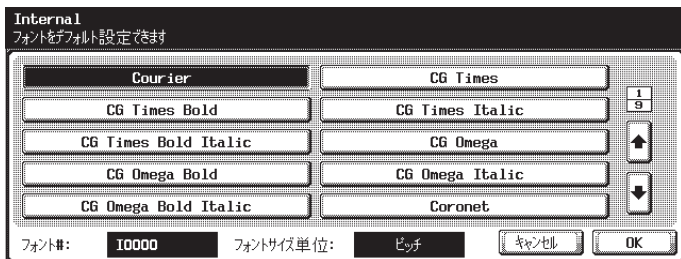 Internal
フォントをデフォルト設定できます
Courier CG Times
CG Times Bold CG Times Italic
1
9
CG Times Bold Italic CG Omega
CG Omega Bold CG Omega Italic
CG Omega Bold Italic Coronet
フォント#: I0000 フォントサイズ単位: ピッチ キャンセル OK